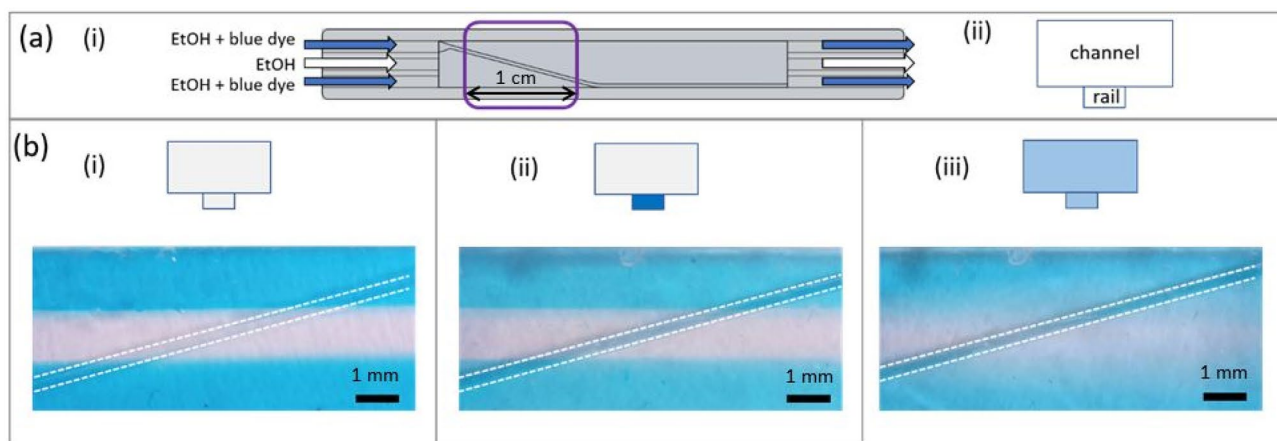 (a)
(i)
EtOH + blue dye
EtOH
EtOH + blue dye
1 cm
(ii)
channel
rail
(b)
(i)
1 mm
(ii)
1 mm
(iii)
1 mm